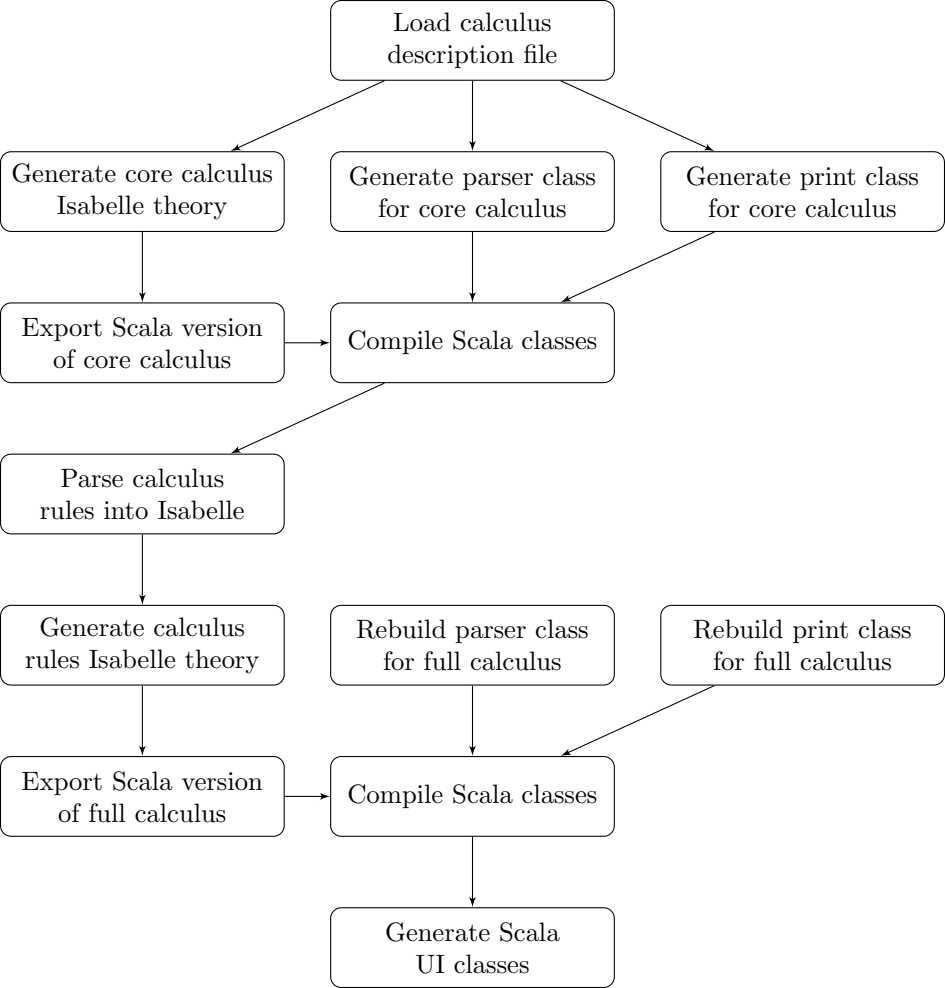 Load calculus
description file
Generate core calculus
Isabelle theory
Generate parser class
for core calculus
Generate print class
for core calculus
Export Scala version
of core calculus
Compile Scala classes
Parse calculus
rules into Isabelle
Generate calculus
rules Isabelle theory
Rebuild parser class
for full calculus
Rebuild print class
for full calculus
Export Scala version
of full calculus
Compile Scala classes
Generate Scala
UI classes